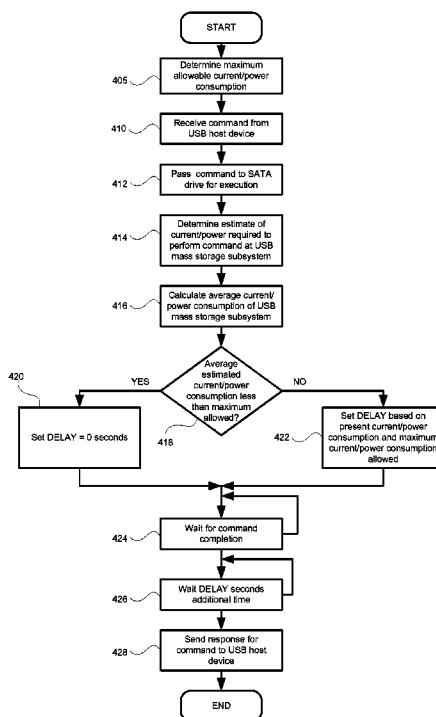 START
405
Determine maximum
allowable current/power
consumption
410
Receive command from
USB host device
412
Pass command to SATA
drive for execution
414
Determine estimate of
current/power required to
perform command at USB
mass storage subsystem
416
Calculate average current/
power consumption of USB
mass storage subsystem
Average
estimated
current/power
consumption less
than maximum
allowed?
418
YES
NO
420
Set DELAY = 0 seconds
422
Set DELAY based on
present current/power
consumption and maximum
current/power consumption
allowed
424
Wait for command
completion
426
Wait DELAY seconds
additional time
428
Send response for
command to USB host
device
END